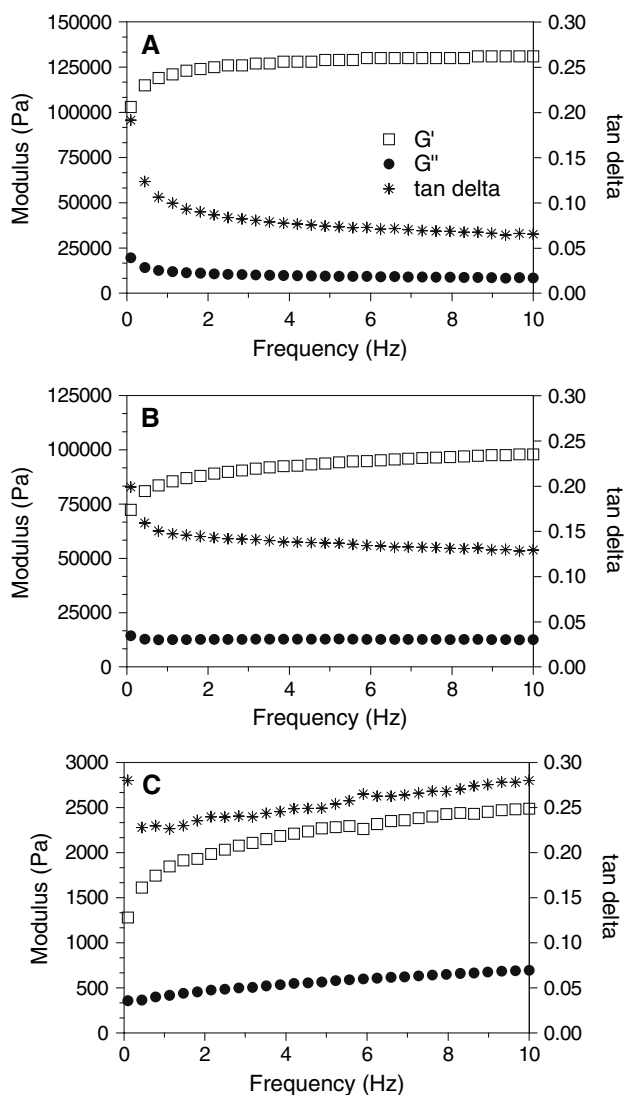 A
Modulus (Pa)
150000
125000
100000
75000
50000
25000
0
0.30
0.25
0.20
0.15
0.10
0.05
0.00
tan delta
G'
G"
tan delta
0 2 4 6 8 10
Frequency (Hz)
B
Modulus (Pa)
125000
100000
75000
50000
25000
0
0.30
0.25
0.20
0.15
0.10
0.05
0.00
tan delta
0 2 4 6 8 10
Frequency (Hz)
C
Modulus (Pa)
3000
2500
2000
1500
1000
500
0
0.30
0.25
0.20
0.15
0.10
0.05
0.00
tan delta
0 2 4 6 8 10
Frequency (Hz)